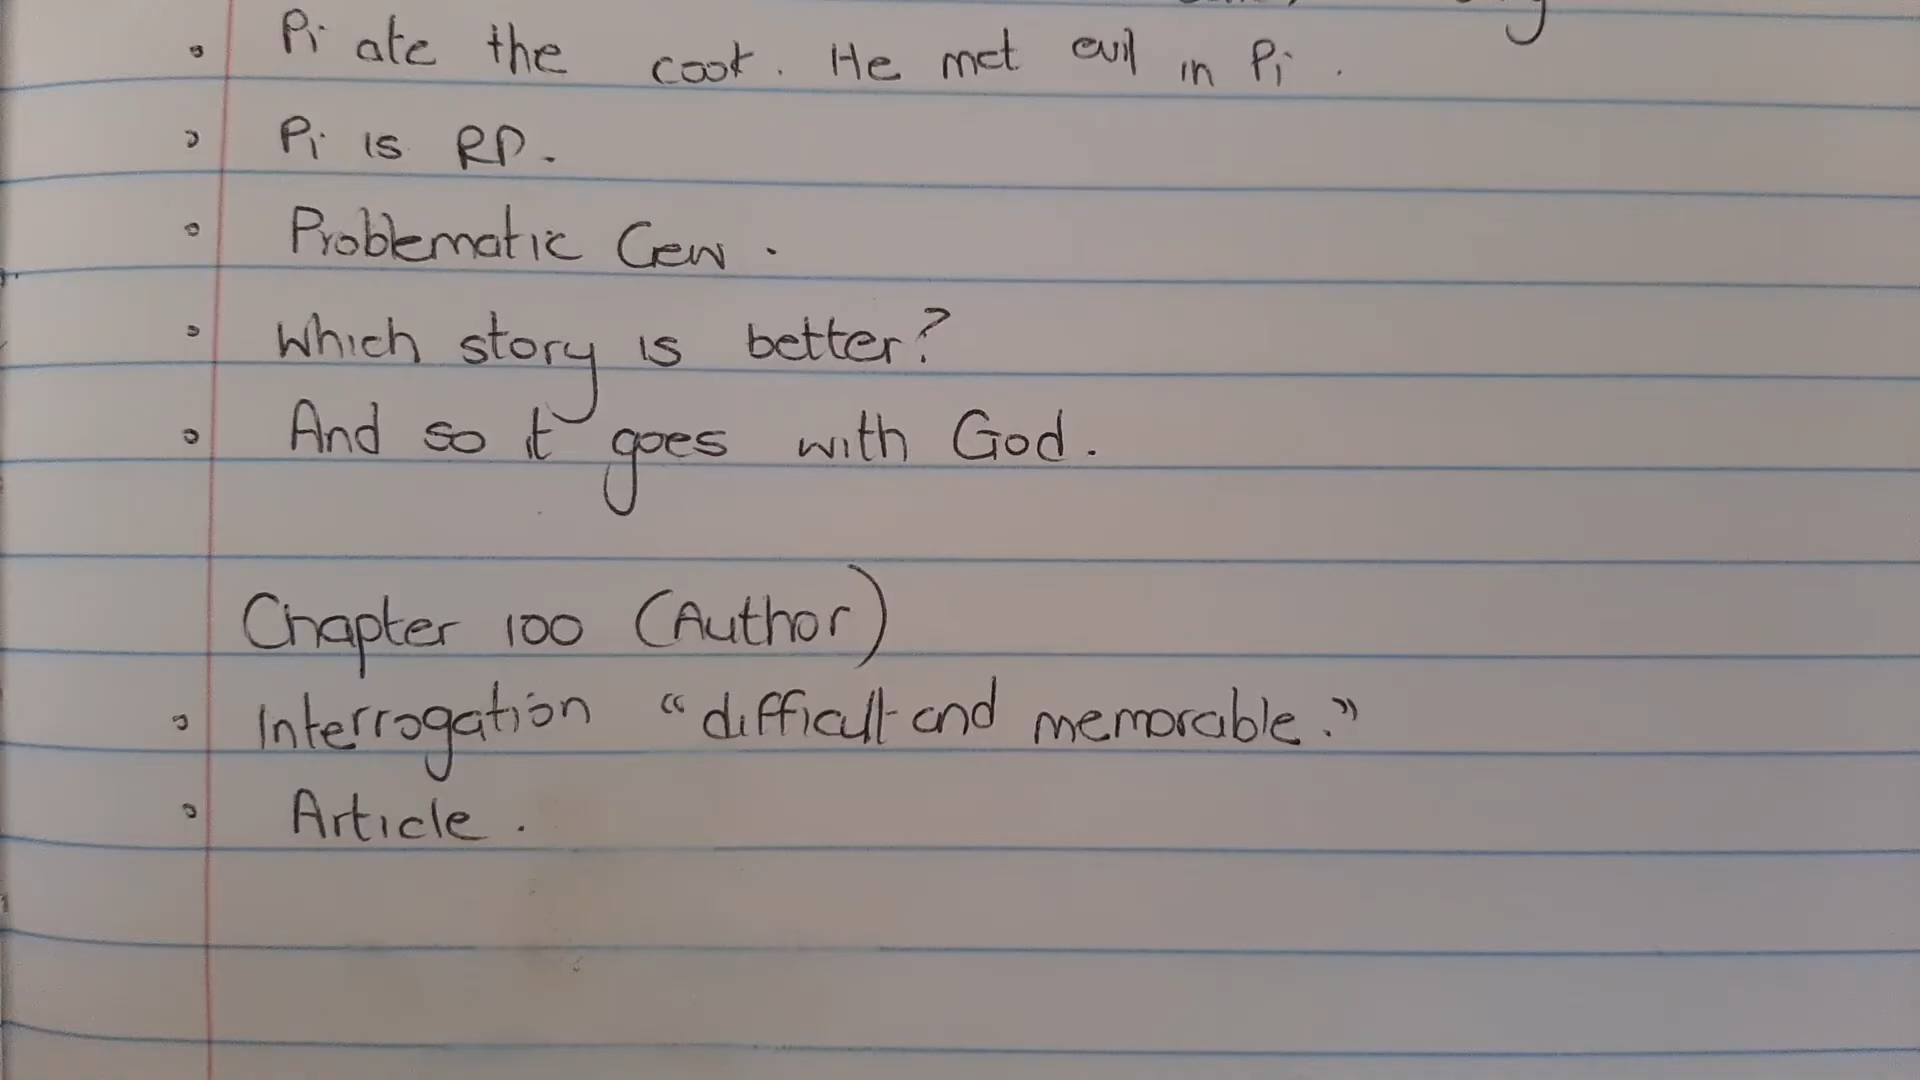 • Pi ate the cook. He met evil in Pi.
• Pi is RP.
• Problematic Crew.
• Which story is better?
• And so it goes with God.
Chapter 100 (Author)
• Interrogation "difficult and memorable."
• Article.